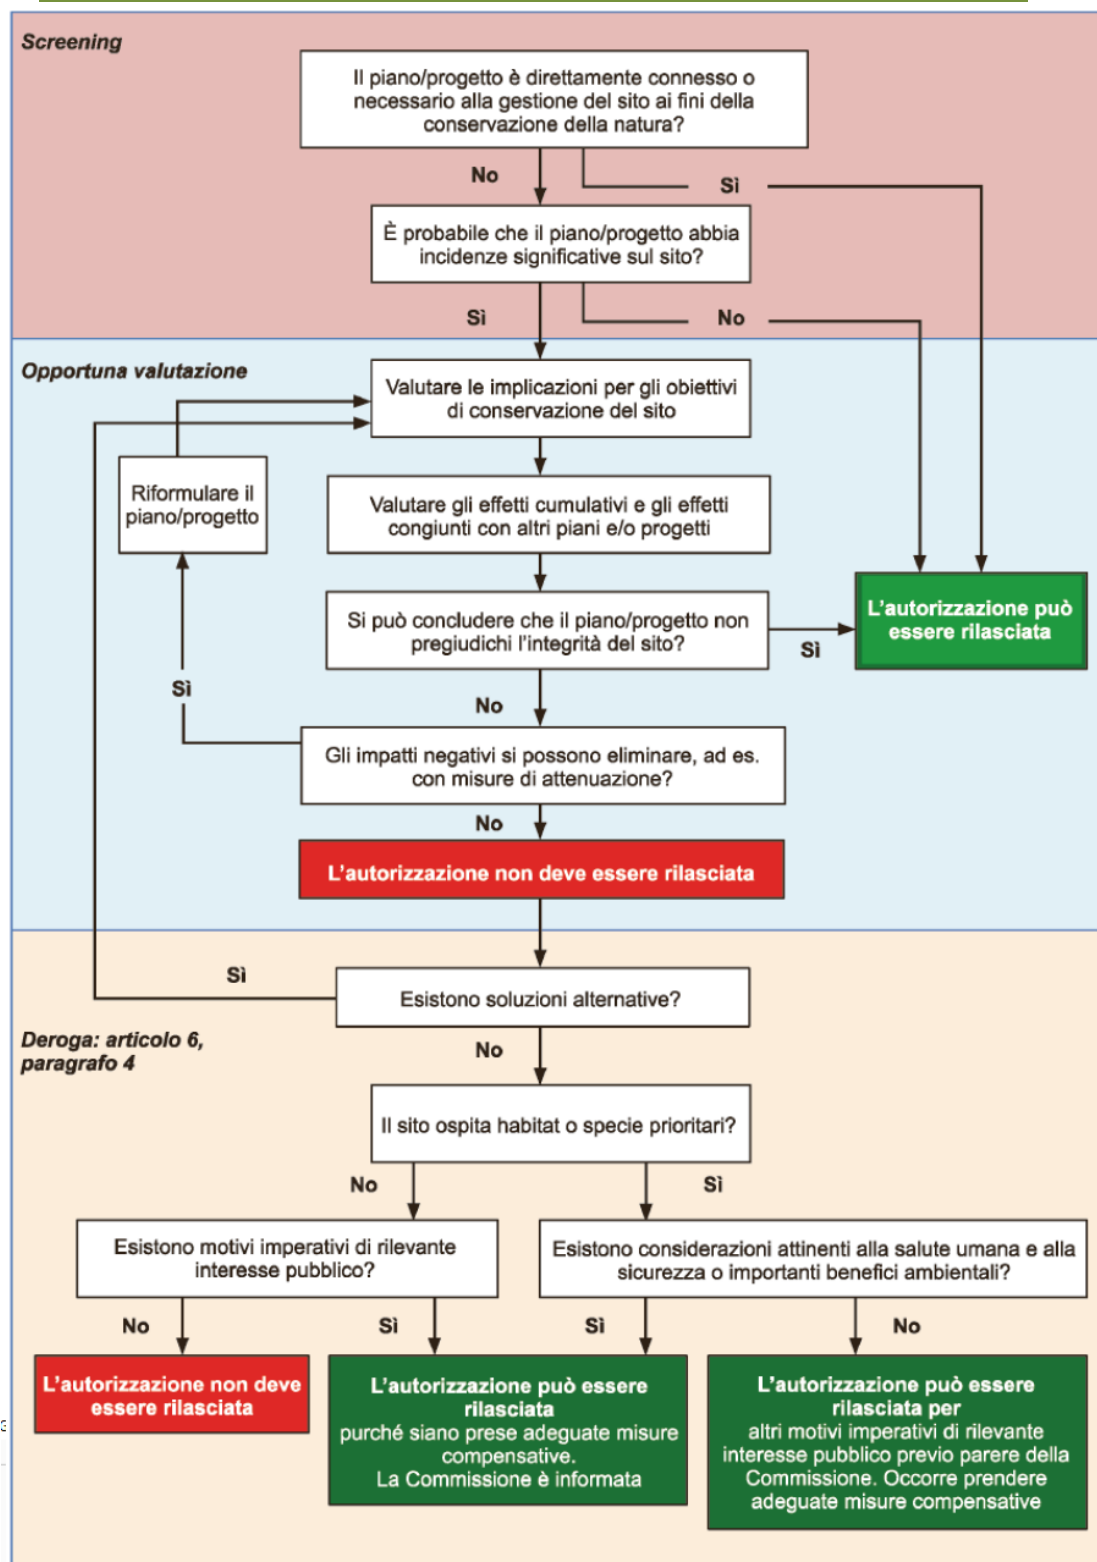 Screening
Il piano/progetto è direttamente connesso o
necessario alla gestione del sito ai fini della
conservazione della natura?
No
Sì
È probabile che il piano/progetto abbia
incidenze significative sul sito?
Sì
No
Opportuna valutazione
Valutare le implicazioni per gli obiettivi
di conservazione del sito
Riformulare il
piano/progetto
Valutare gli effetti cumulativi e gli effetti
congiunti con altri piani e/o progetti
Si può concludere che il piano/progetto non
pregiudichi l'integrità del sito?
Sì
L'autorizzazione può
essere rilasciata
Sì
No
Gli impatti negativi si possono eliminare, ad es.
con misure di attenuazione?
No
L'autorizzazione non deve essere rilasciata
Sì
Esistono soluzioni alternative?
Deroga: articolo 6,
paragrafo 4
No
Il sito ospita habitat o specie prioritari?
No
Sì
Esistono motivi imperativi di rilevante
interesse pubblico?
Esistono considerazioni attinenti alla salute umana e alla
sicurezza o importanti benefici ambientali?
No
Sì
Sì
No
L'autorizzazione non deve
essere rilasciata
L'autorizzazione può essere
rilasciata
purché siano prese adeguate misure
compensative.
La Commissione è informata
L'autorizzazione può essere
rilasciata per
altri motivi imperativi di rilevante
interesse pubblico previo parere della
Commissione. Occorre prendere
adeguate misure compensative